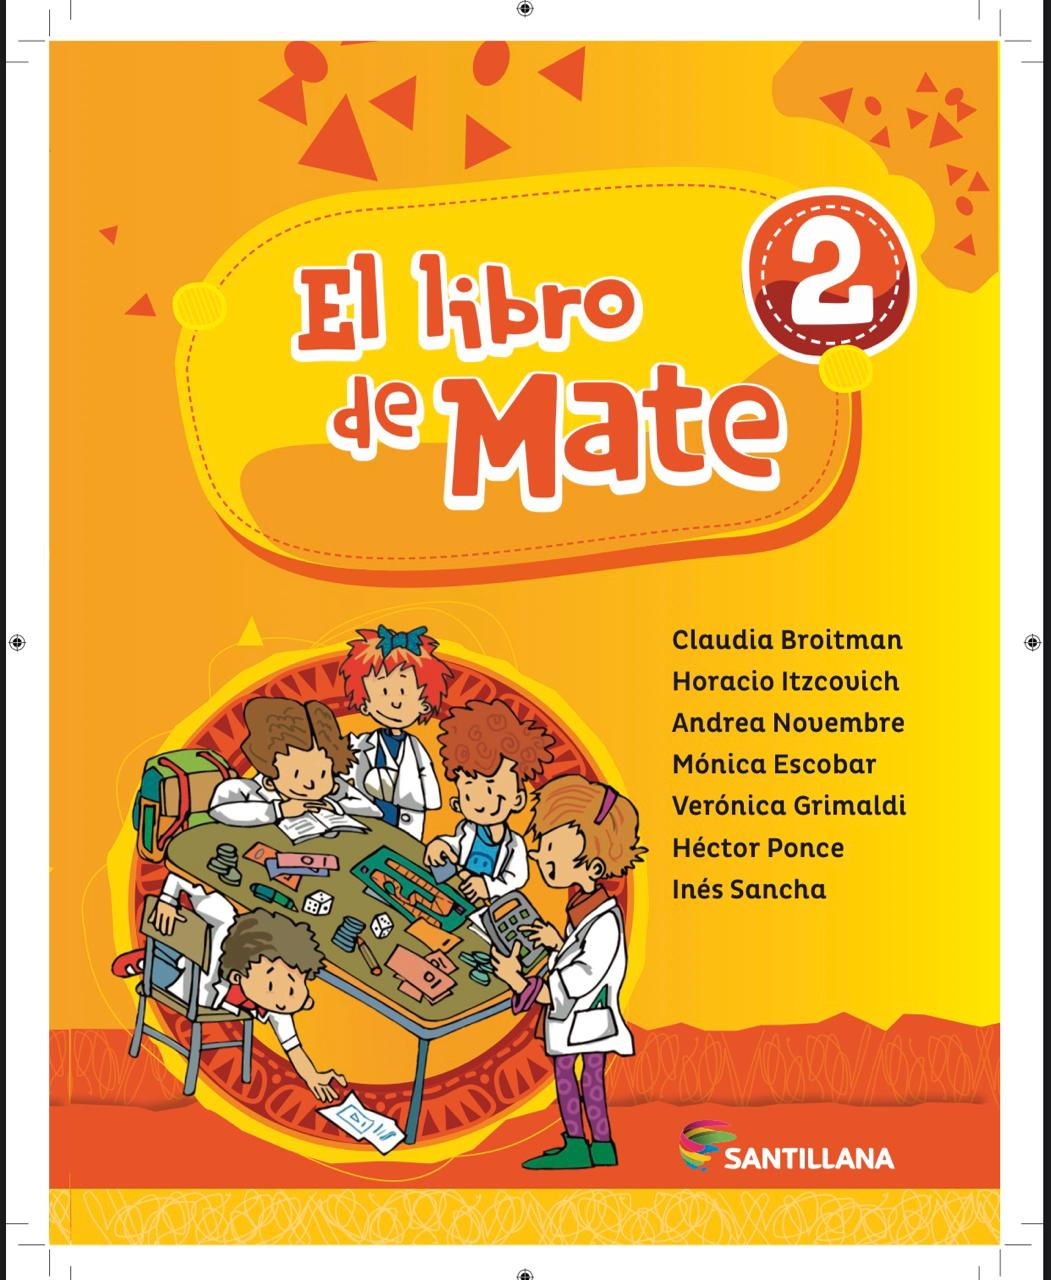 2
El libro
de Mate
Claudia Broitman
Horacio Itzcovich
Andrea Novembre
Mónica Escobar
Verónica Grimaldi
Héctor Ponce
Inés Sancha
SANTILLANA